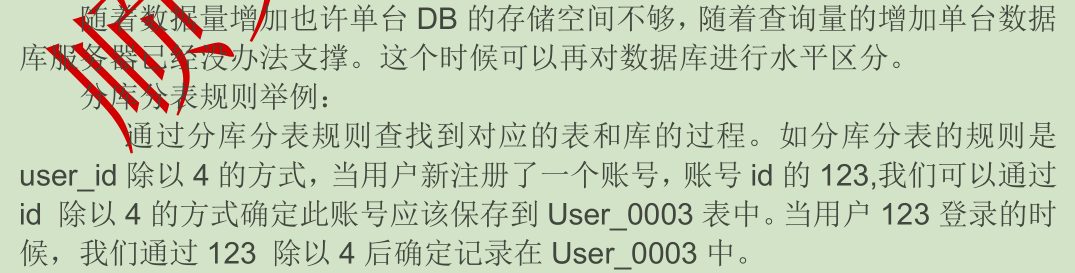 随着数据量增加也许单台 DB 的存储空间不够，随着查询量的增加单台数据
库服务器已经没办法支撑。这个时候可以再对数据库进行水平区分。
分库分表规则举例：
通过分库分表规则查找到对应的表和库的过程。如分库分表的规则是
user_id 除以 4 的方式，当用户新注册了一个账号，账号 id 的 123,我们可以通过
id 除以 4 的方式确定此账号应该保存到 User_0003 表中。当用户 123 登录的时
候，我们通过 123 除以 4 后确定记录在 User_0003 中。